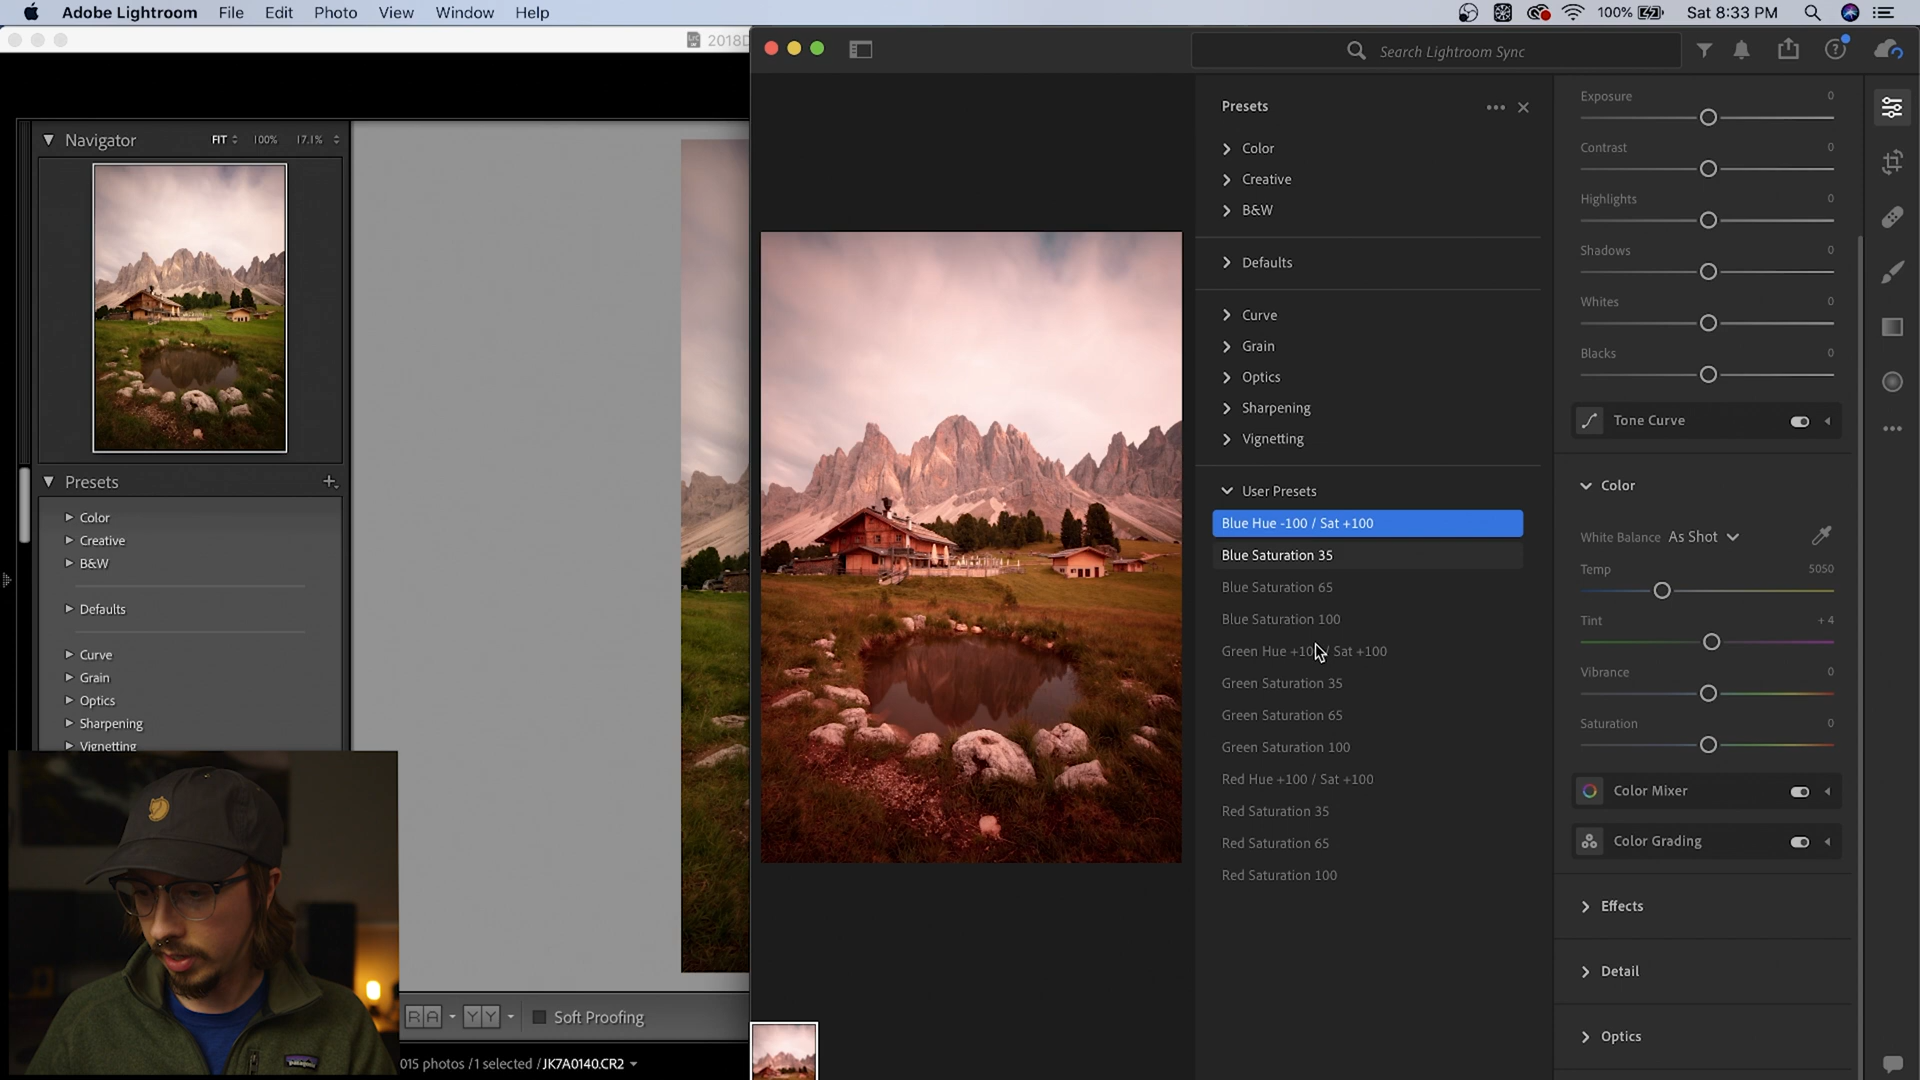 Adobe Lightroom File Edit Photo View Window Help
100% Sat 8:33 PM
2018D
Search Lightroom Sync
Navigator FIT 100% 17.1%
Presets
Color
Creative
B&W
Defaults
Curve
Grain
Optics
Sharpening
Vignetting
RA YY Soft Proofing
015 photos / 1 selected / JK7A0140.CR2
Presets
Color
Creative
B&W
Defaults
Curve
Grain
Optics
Sharpening
Vignetting
User Presets
Blue Hue -100 / Sat +100
Blue Saturation 35
Blue Saturation 65
Blue Saturation 100
Green Hue +100 / Sat +100
Green Saturation 35
Green Saturation 65
Green Saturation 100
Red Hue +100 / Sat +100
Red Saturation 35
Red Saturation 65
Red Saturation 100
Exposure 0
Contrast 0
Highlights 0
Shadows 0
Whites 0
Blacks 0
Tone Curve
Color
White Balance As Shot
Temp 5050
Tint + 4
Vibrance 0
Saturation 0
Color Mixer
Color Grading
Effects
Detail
Optics